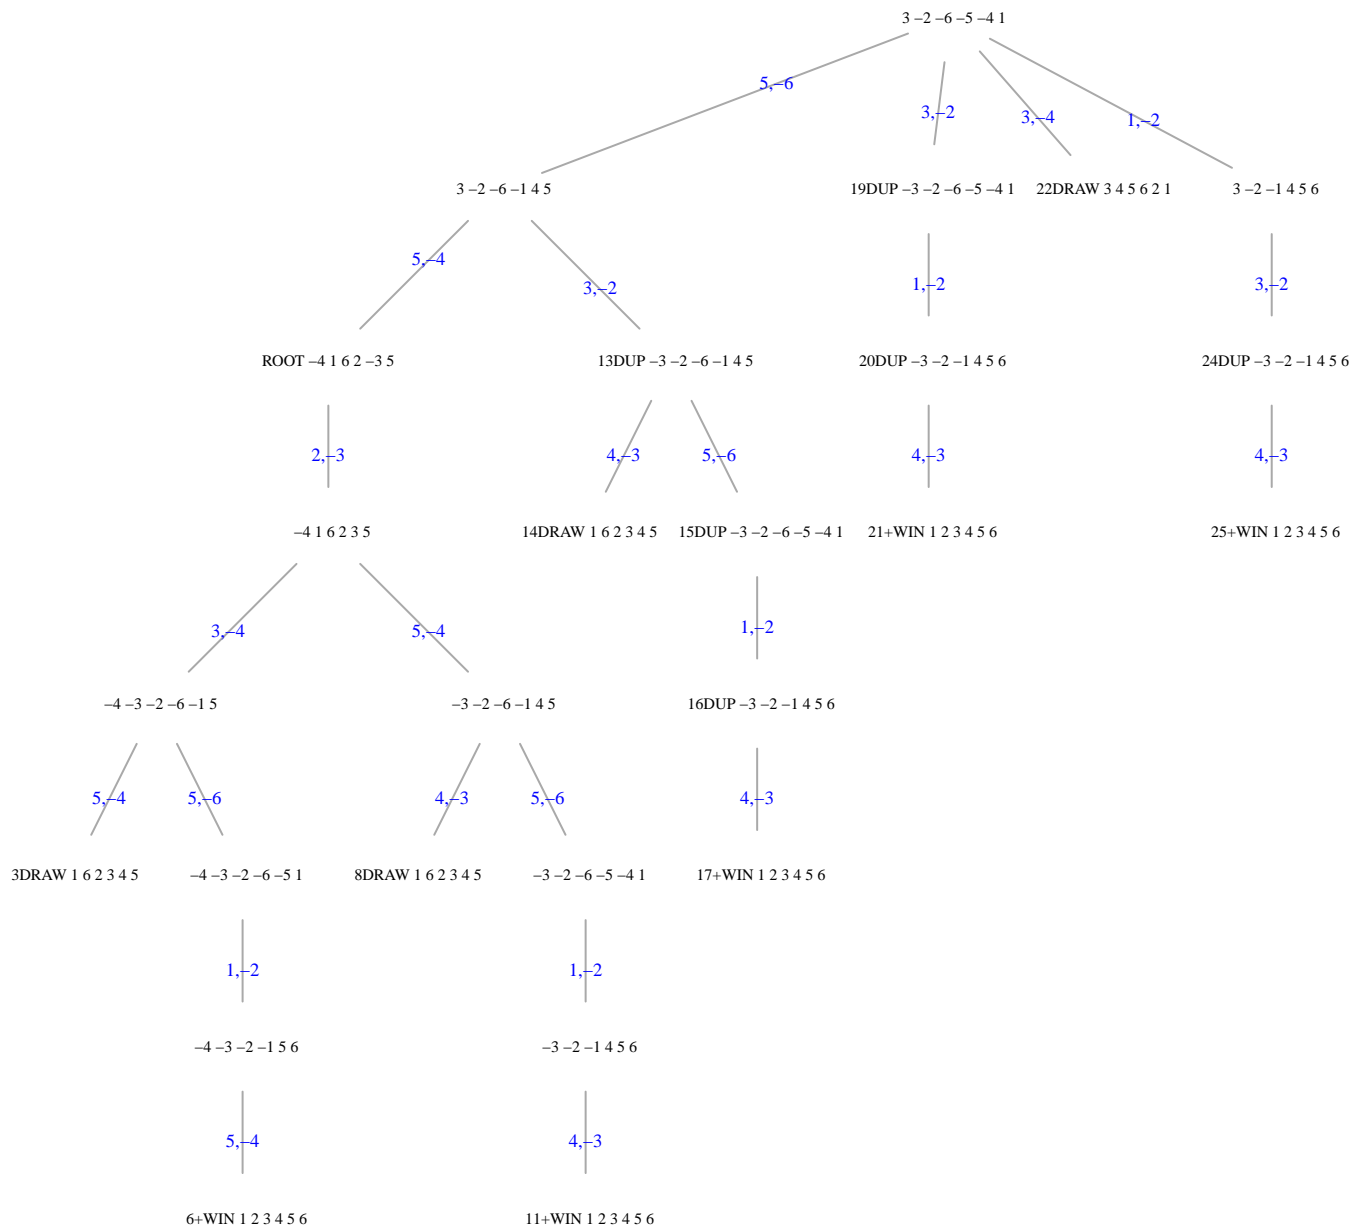 3 −2 −6 −5 −4 1
5,−6
3,−2
3,−4
1,−2
3 −2 −6 −1 4 5
19DUP −3 −2 −6 −5 −4 1
22DRAW 3 4 5 6 2 1
3 −2 −1 4 5 6
5,−4
3,−2
1,−2
3,−2
ROOT −4 1 6 2 −3 5
13DUP −3 −2 −6 −1 4 5
20DUP −3 −2 −1 4 5 6
24DUP −3 −2 −1 4 5 6
2,−3
4,−3
5,−6
4,−3
4,−3
−4 1 6 2 3 5
14DRAW 1 6 2 3 4 5
15DUP −3 −2 −6 −5 −4 1
21+WIN 1 2 3 4 5 6
25+WIN 1 2 3 4 5 6
3,−4
5,−4
1,−2
−4 −3 −2 −6 −1 5
−3 −2 −6 −1 4 5
16DUP −3 −2 −1 4 5 6
5,−4
5,−6
4,−3
5,−6
4,−3
3DRAW 1 6 2 3 4 5
−4 −3 −2 −6 −5 1
8DRAW 1 6 2 3 4 5
−3 −2 −6 −5 −4 1
17+WIN 1 2 3 4 5 6
1,−2
1,−2
−4 −3 −2 −1 5 6
−3 −2 −1 4 5 6
5,−4
4,−3
6+WIN 1 2 3 4 5 6
11+WIN 1 2 3 4 5 6